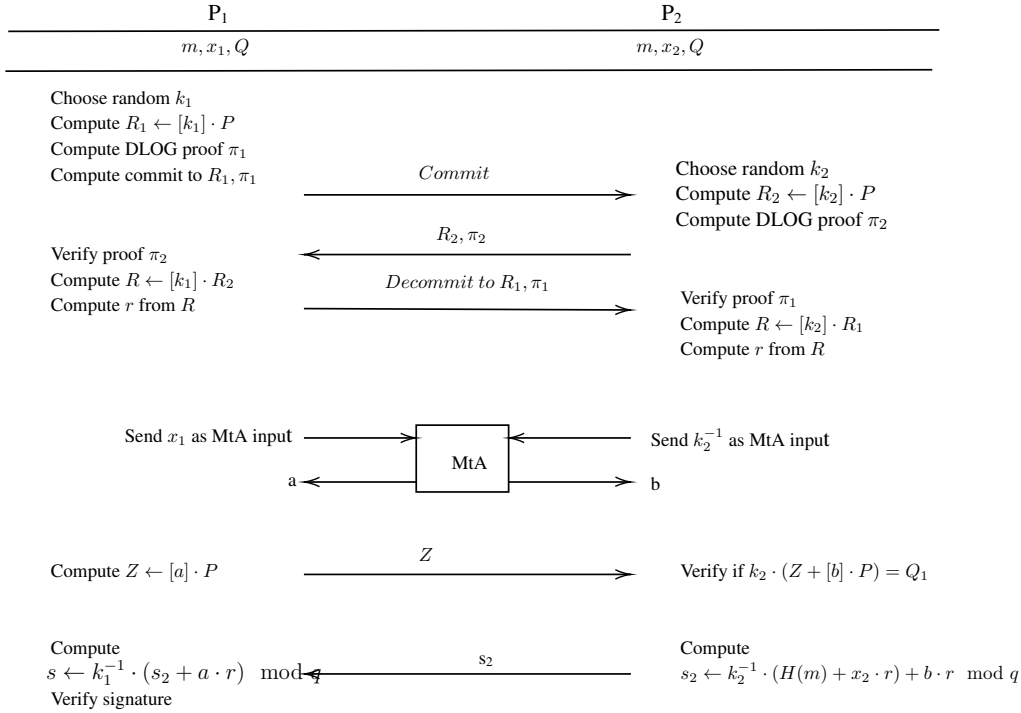 P₁ P₂
m, x₁, Q m, x₂, Q
Choose random k₁
Compute R₁ ← [k₁] · P
Compute DLOG proof π₁
Compute commit to R₁, π₁
Commit
Choose random k₂
Compute R₂ ← [k₂] · P
Compute DLOG proof π₂
R₂, π₂
Verify proof π₂
Compute R ← [k₁] · R₂
Compute r from R
Decommit to R₁, π₁
Verify proof π₁
Compute R ← [k₂] · R₁
Compute r from R
Send x₁ as MtA input
MtA
Send k₂⁻¹ as MtA input
a
b
Compute Z ← [a] · P
Z
Verify if k₂ · (Z + [b] · P) = Q₁
Compute
s ← k₁⁻¹ · (s₂ + a · r) mod q
Verify signature
s₂
Compute
s₂ ← k₂⁻¹ · (H(m) + x₂ · r) + b · r mod q